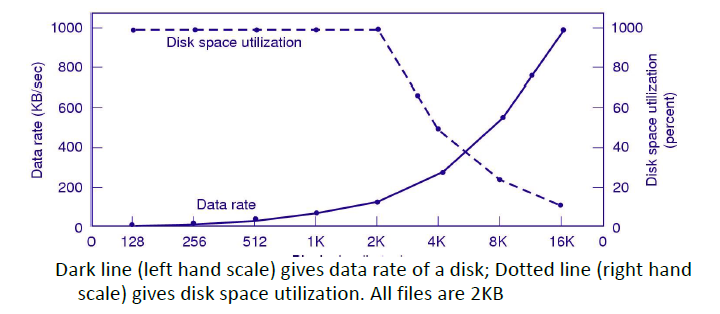 1000
800
600
400
200
0
Data rate (KB/sec)
Disk space utilization
Data rate
1000
80
60
40
20
0
Disk space utilization
(percent)
0 128 256 512 1K 2K 4K 8K 16K 0
Dark line (left hand scale) gives data rate of a disk; Dotted line (right hand
scale) gives disk space utilization. All files are 2KB